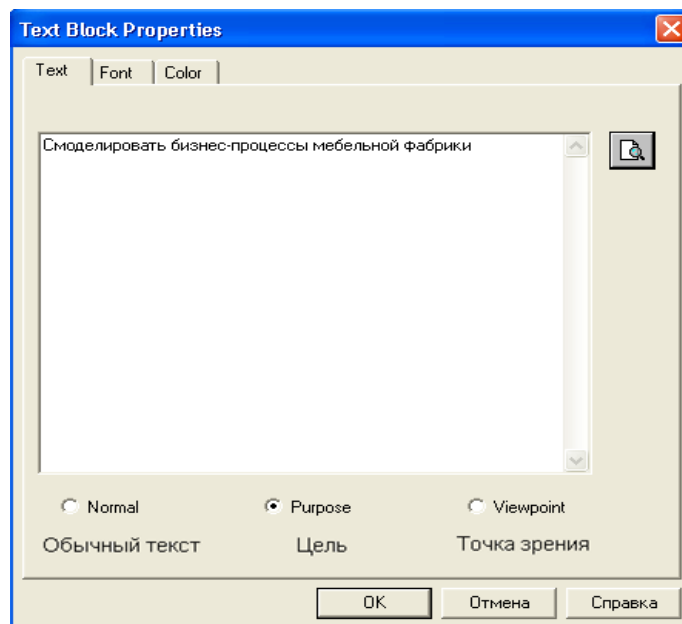 Text Block Properties
Text Font Color
Смоделировать бизнес-процессы мебельной фабрики
Normal Purpose Viewpoint
Обычный текст Цель Точка зрения
OK Отмена Справка